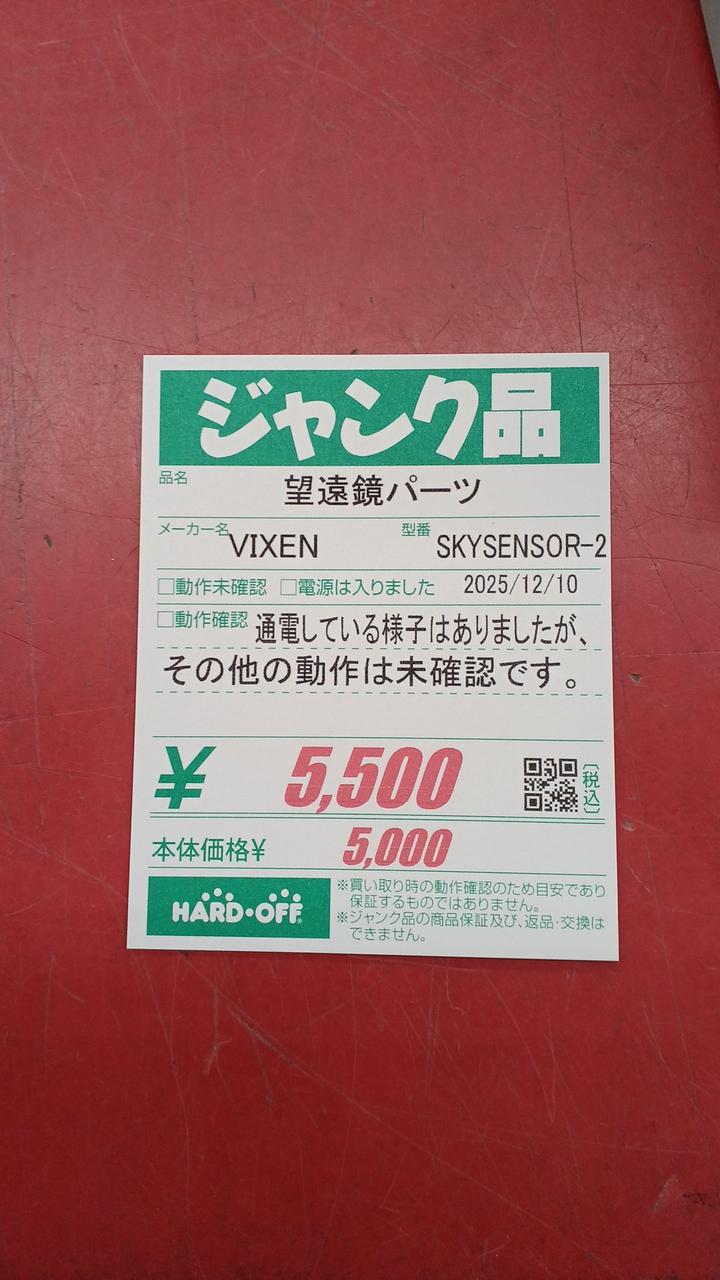 ジャンク品
品名 望遠鏡パーツ
メーカー名 VIXEN 型番 SKYSENSOR-2
□動作未確認 □電源は入りました 2025/12/10
□動作確認 通電している様子はありましたが、
その他の動作は未確認です。
¥ 5,500 (税込)
本体価格¥ 5,000
HARD・OFF
※買い取り時の動作確認のため目安であり
保証するものではありません。
※ジャンク品の商品保証及び、返品・交換は
できません。